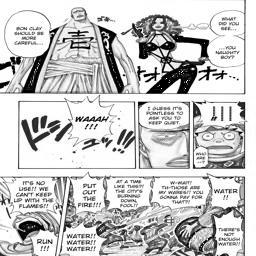 WHAT
DID YOU
SEE...
...YOU
NAUGHTY
BOY?
BON CLAY
SHOULD BE
MORE
CAREFUL...
壱
!!!
WHO
ARE
I GUESS IT'S
POINTLESS TO
ASK YOU TO
KEEP QUIET.
WAAAH
!!!
WATER
!!
THERE'S
NOT
ENOUGH
WATER!!
W-WAIT!
TH-THOSE ARE
MY WARES!! YOU
GONNA PAY FOR
THAT?!
AT A TIME
LIKE THIS?! THE
CITY'S
BURNING
DOWN, FOOL!!
PUT
OUT
THE
FIRE!!!
WATER!!
WATER!!
WATER!!
IT'S NO
USE!! WE
CAN'T KEEP
UP WITH THE
FLAMES!!
RUN
!!!